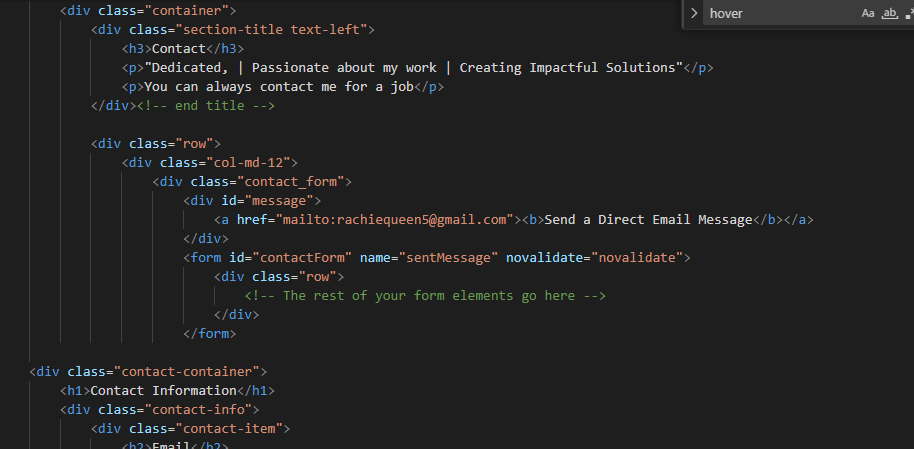 <div class="container">
hover
Aa
ab
<div class="section-title text-left">
<h3>Contact</h3>
<p>"Dedicated, | Passionate about my work | Creating Impactful Solutions"</p>
<p>You can always contact me for a job</p>
</div><!-- end title -->
<div class="row">
<div class="col-md-12">
<div class="contact_form">
<div id="message">
<a href="mailto:rachiequeen5@gmail.com"><b>Send a Direct Email Message</b></a>
</div>
<form id="contactForm" name="sentMessage" novalidate="novalidate">
<div class="row">
<!-- The rest of your form elements go here -->
</div>
</form>
<div class="contact-container">
<h1>Contact Information</h1>
<div class="contact-info">
<div class="contact-item">
<h2>Email</h2>